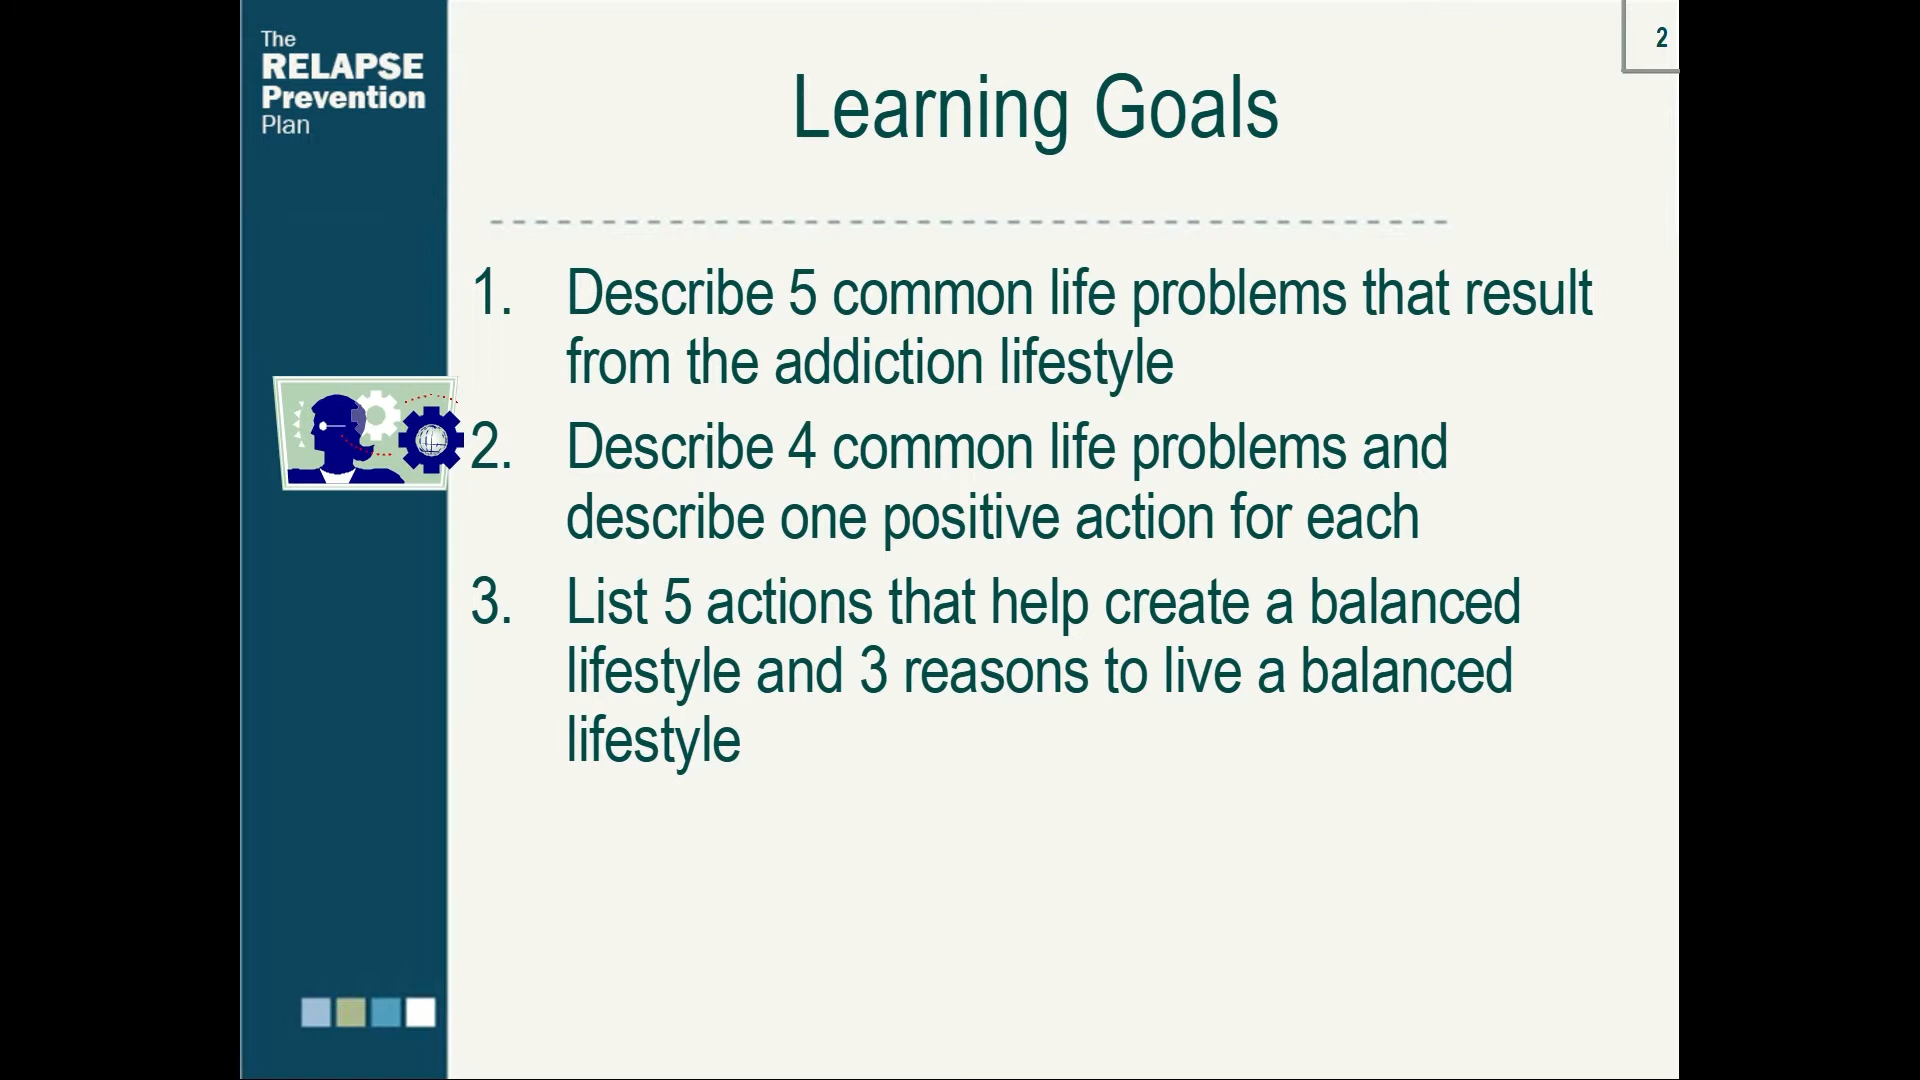 The
RELAPSE
Prevention
Plan
2
Learning Goals
1. Describe 5 common life problems that result
from the addiction lifestyle
2. Describe 4 common life problems and
describe one positive action for each
3. List 5 actions that help create a balanced
lifestyle and 3 reasons to live a balanced
lifestyle